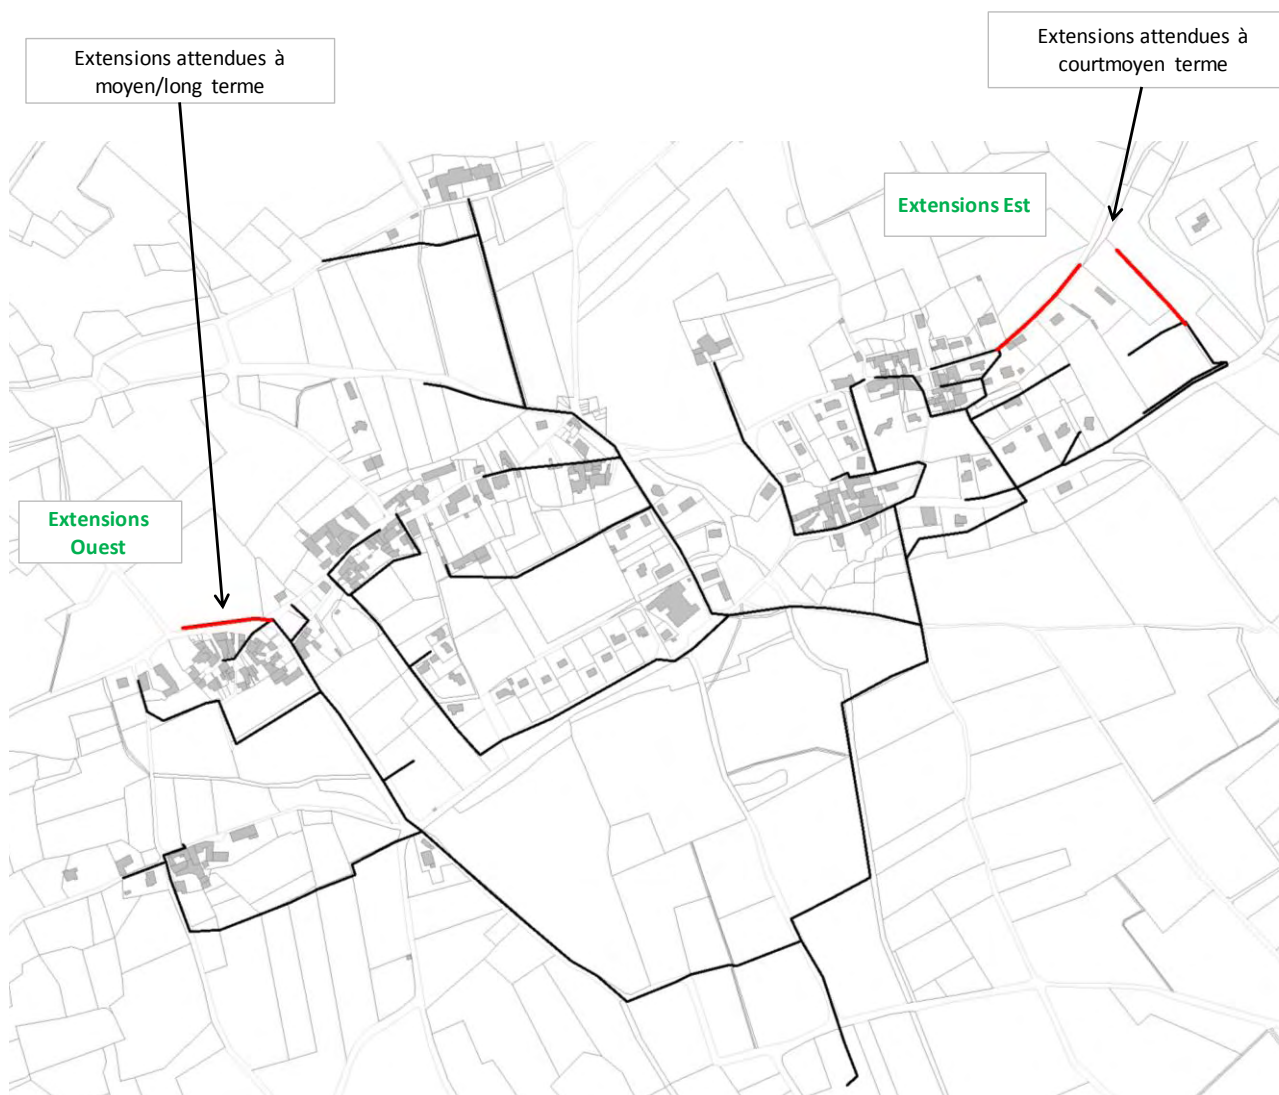 Extensions attendues à
moyen/long terme
Extensions attendues à
courtmoyen terme
Extensions Est
Extensions
Ouest